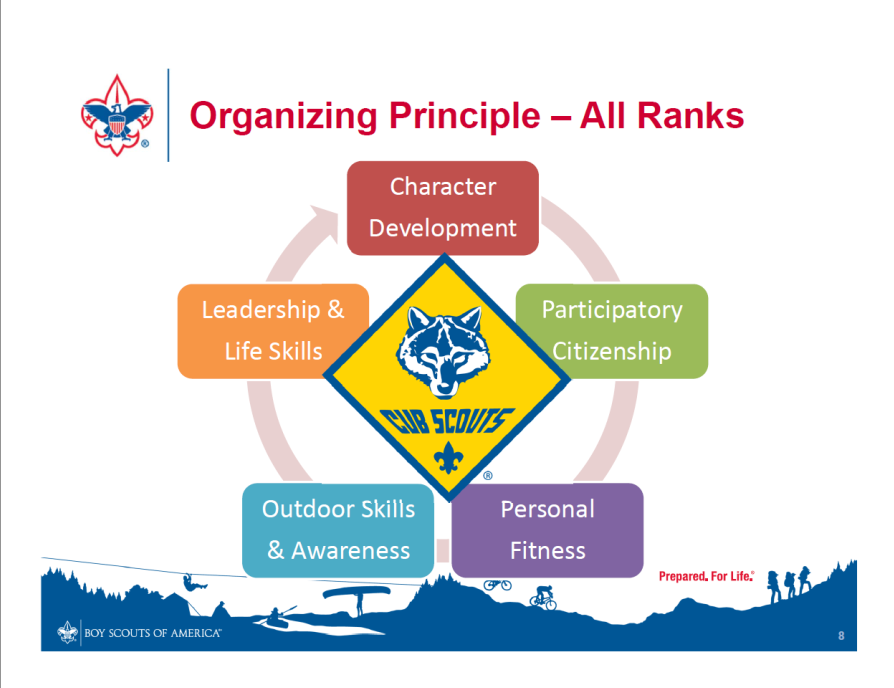 Organizing Principle – All Ranks
Character
Development
Leadership &
Life Skills
Participatory
Citizenship
CUB SCOUTS
®
Outdoor Skills
& Awareness
Personal
Fitness
Prepared. For Life.®
BOY SCOUTS OF AMERICA®
8
®